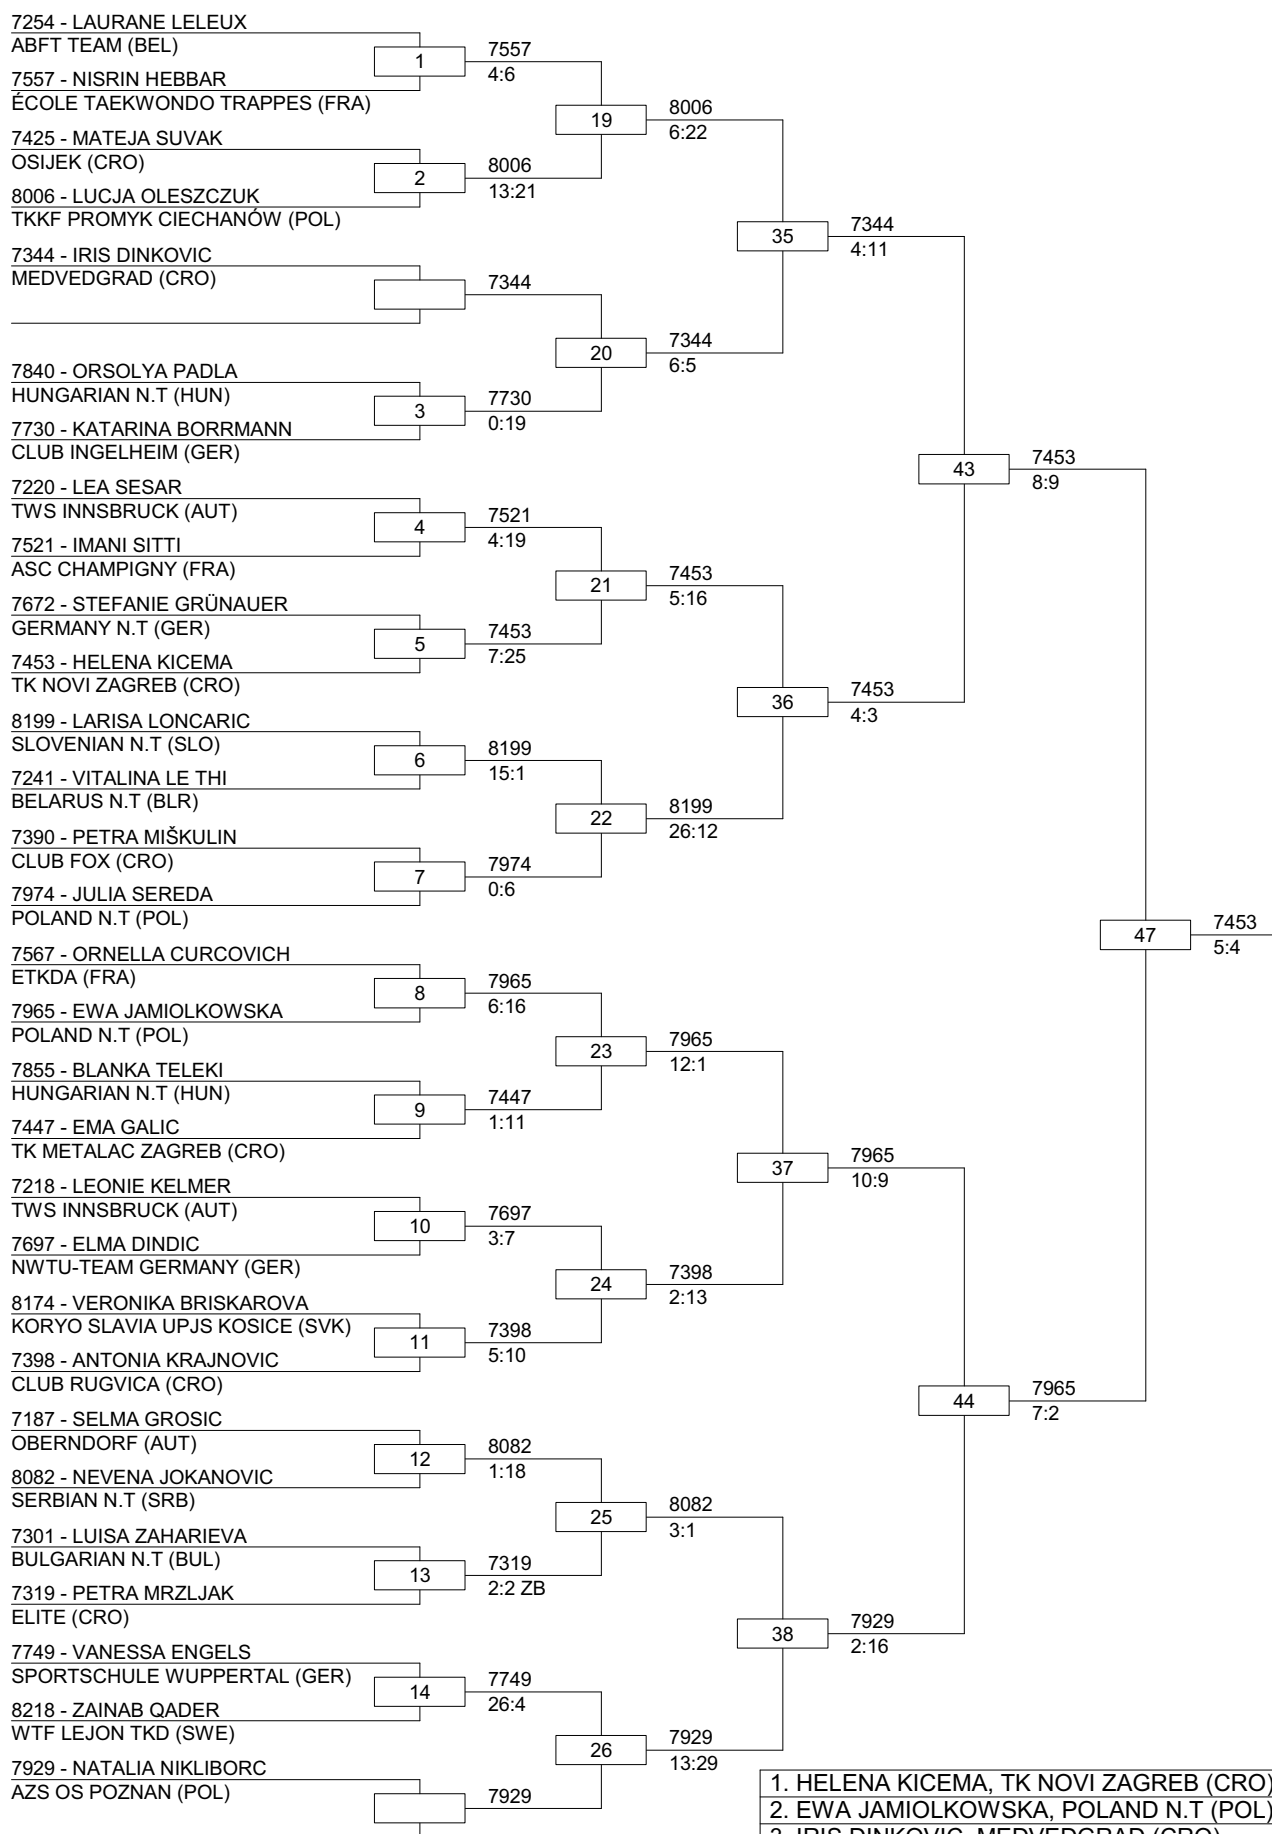 7254 - LAURANE LELEUX
ABFT TEAM (BEL)
1
7557
4:6
7557 - NISRIN HEBBAR
ÉCOLE TAEKWONDO TRAPPES (FRA)
19
8006
6:22
7425 - MATEJA SUVAK
OSIJEK (CRO)
2
8006
13:21
8006 - LUCJA OLESZCZUK
TKKF PROMYK CIECHANÓW (POL)
35
7344
4:11
7344 - IRIS DINKOVIC
MEDVEDGRAD (CRO)
7344
20
7344
6:5
7840 - ORSOLYA PADLA
HUNGARIAN N.T (HUN)
3
7730
0:19
7730 - KATARINA BORRMANN
CLUB INGELHEIM (GER)
43
7453
8:9
7220 - LEA SESAR
TWS INNSBRUCK (AUT)
4
7521
4:19
7521 - IMANI SITTI
ASC CHAMPIGNY (FRA)
21
7453
5:16
7672 - STEFANIE GRÜNAUER
GERMANY N.T (GER)
5
7453
7:25
7453 - HELENA KICEMA
TK NOVI ZAGREB (CRO)
36
7453
4:3
8199 - LARISA LONCARIC
SLOVENIAN N.T (SLO)
6
8199
15:1
7241 - VITALINA LE THI
BELARUS N.T (BLR)
22
8199
26:12
7390 - PETRA MIŠKULIN
CLUB FOX (CRO)
7
7974
0:6
7974 - JULIA SEREDA
POLAND N.T (POL)
47
7453
5:4
7567 - ORNELLA CURCOVICH
ETKDA (FRA)
8
7965
6:16
7965 - EWA JAMIOLKOWSKA
POLAND N.T (POL)
23
7965
12:1
7855 - BLANKA TELEKI
HUNGARIAN N.T (HUN)
9
7447
1:11
7447 - EMA GALIC
TK METALAC ZAGREB (CRO)
37
7965
10:9
7218 - LEONIE KELMER
TWS INNSBRUCK (AUT)
10
7697
3:7
7697 - ELMA DINDIC
NWTU-TEAM GERMANY (GER)
24
7398
2:13
8174 - VERONIKA BRISKAROVA
KORYO SLAVIA UPJS KOSICE (SVK)
11
7398
5:10
7398 - ANTONIA KRAJNOVIC
CLUB RUGVICA (CRO)
44
7965
7:2
7187 - SELMA GROSIC
OBERNDORF (AUT)
12
8082
1:18
8082 - NEVENA JOKANOVIC
SERBIAN N.T (SRB)
25
8082
3:1
7301 - LUISA ZAHARIEVA
BULGARIAN N.T (BUL)
13
7319
2:2 ZB
7319 - PETRA MRZLJAK
ELITE (CRO)
38
7929
2:16
7749 - VANESSA ENGELS
SPORTSCHULE WUPPERTAL (GER)
14
7749
26:4
8218 - ZAINAB QADER
WTF LEJON TKD (SWE)
26
7929
13:29
7929 - NATALIA NIKLIBORC
AZS OS POZNAN (POL)
7929
1. HELENA KICEMA, TK NOVI ZAGREB (CRO)
2. EWA JAMIOLKOWSKA, POLAND N.T (POL)
3. IRIS DINKOVIC, MEDVEDGRAD (CRO)